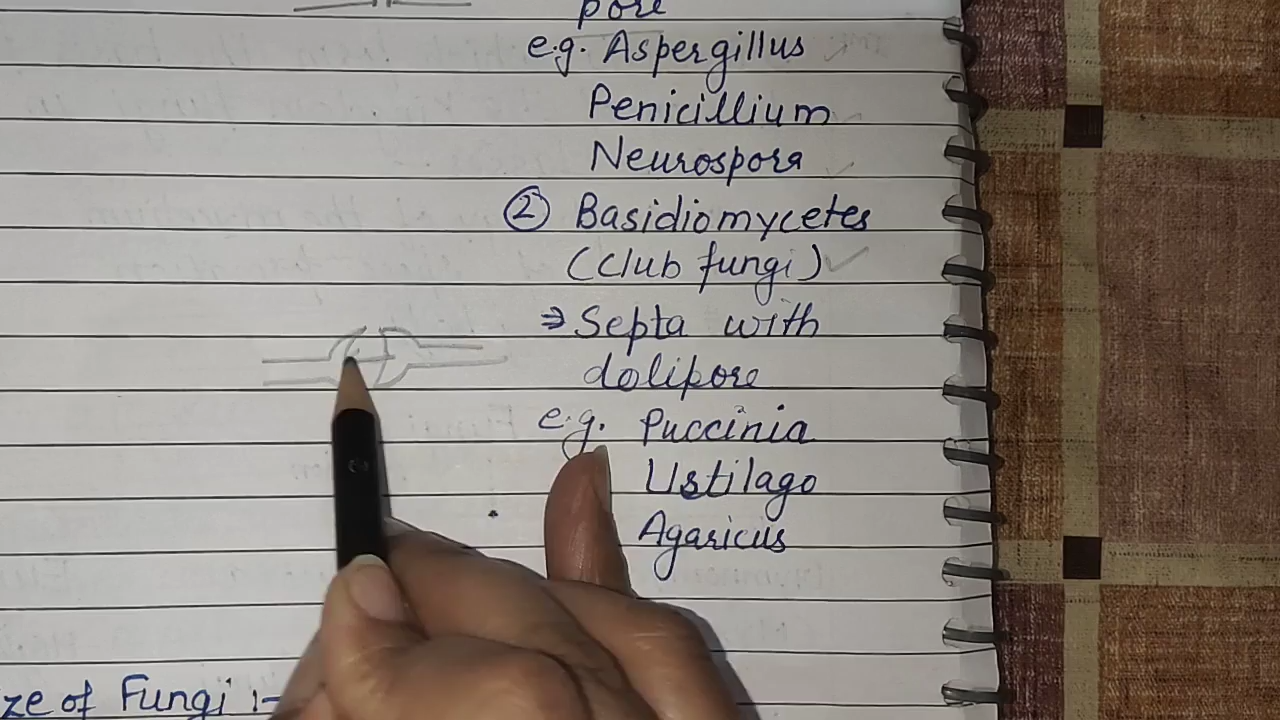 pore
e.g. Aspergillus
Penicillium
Neurospora
② Basidiomycetes
(club fungi)
⇒ Septa with
dolipore
e.g. Puccinia
Ustilago
Agaricus
ze of Fungi :-